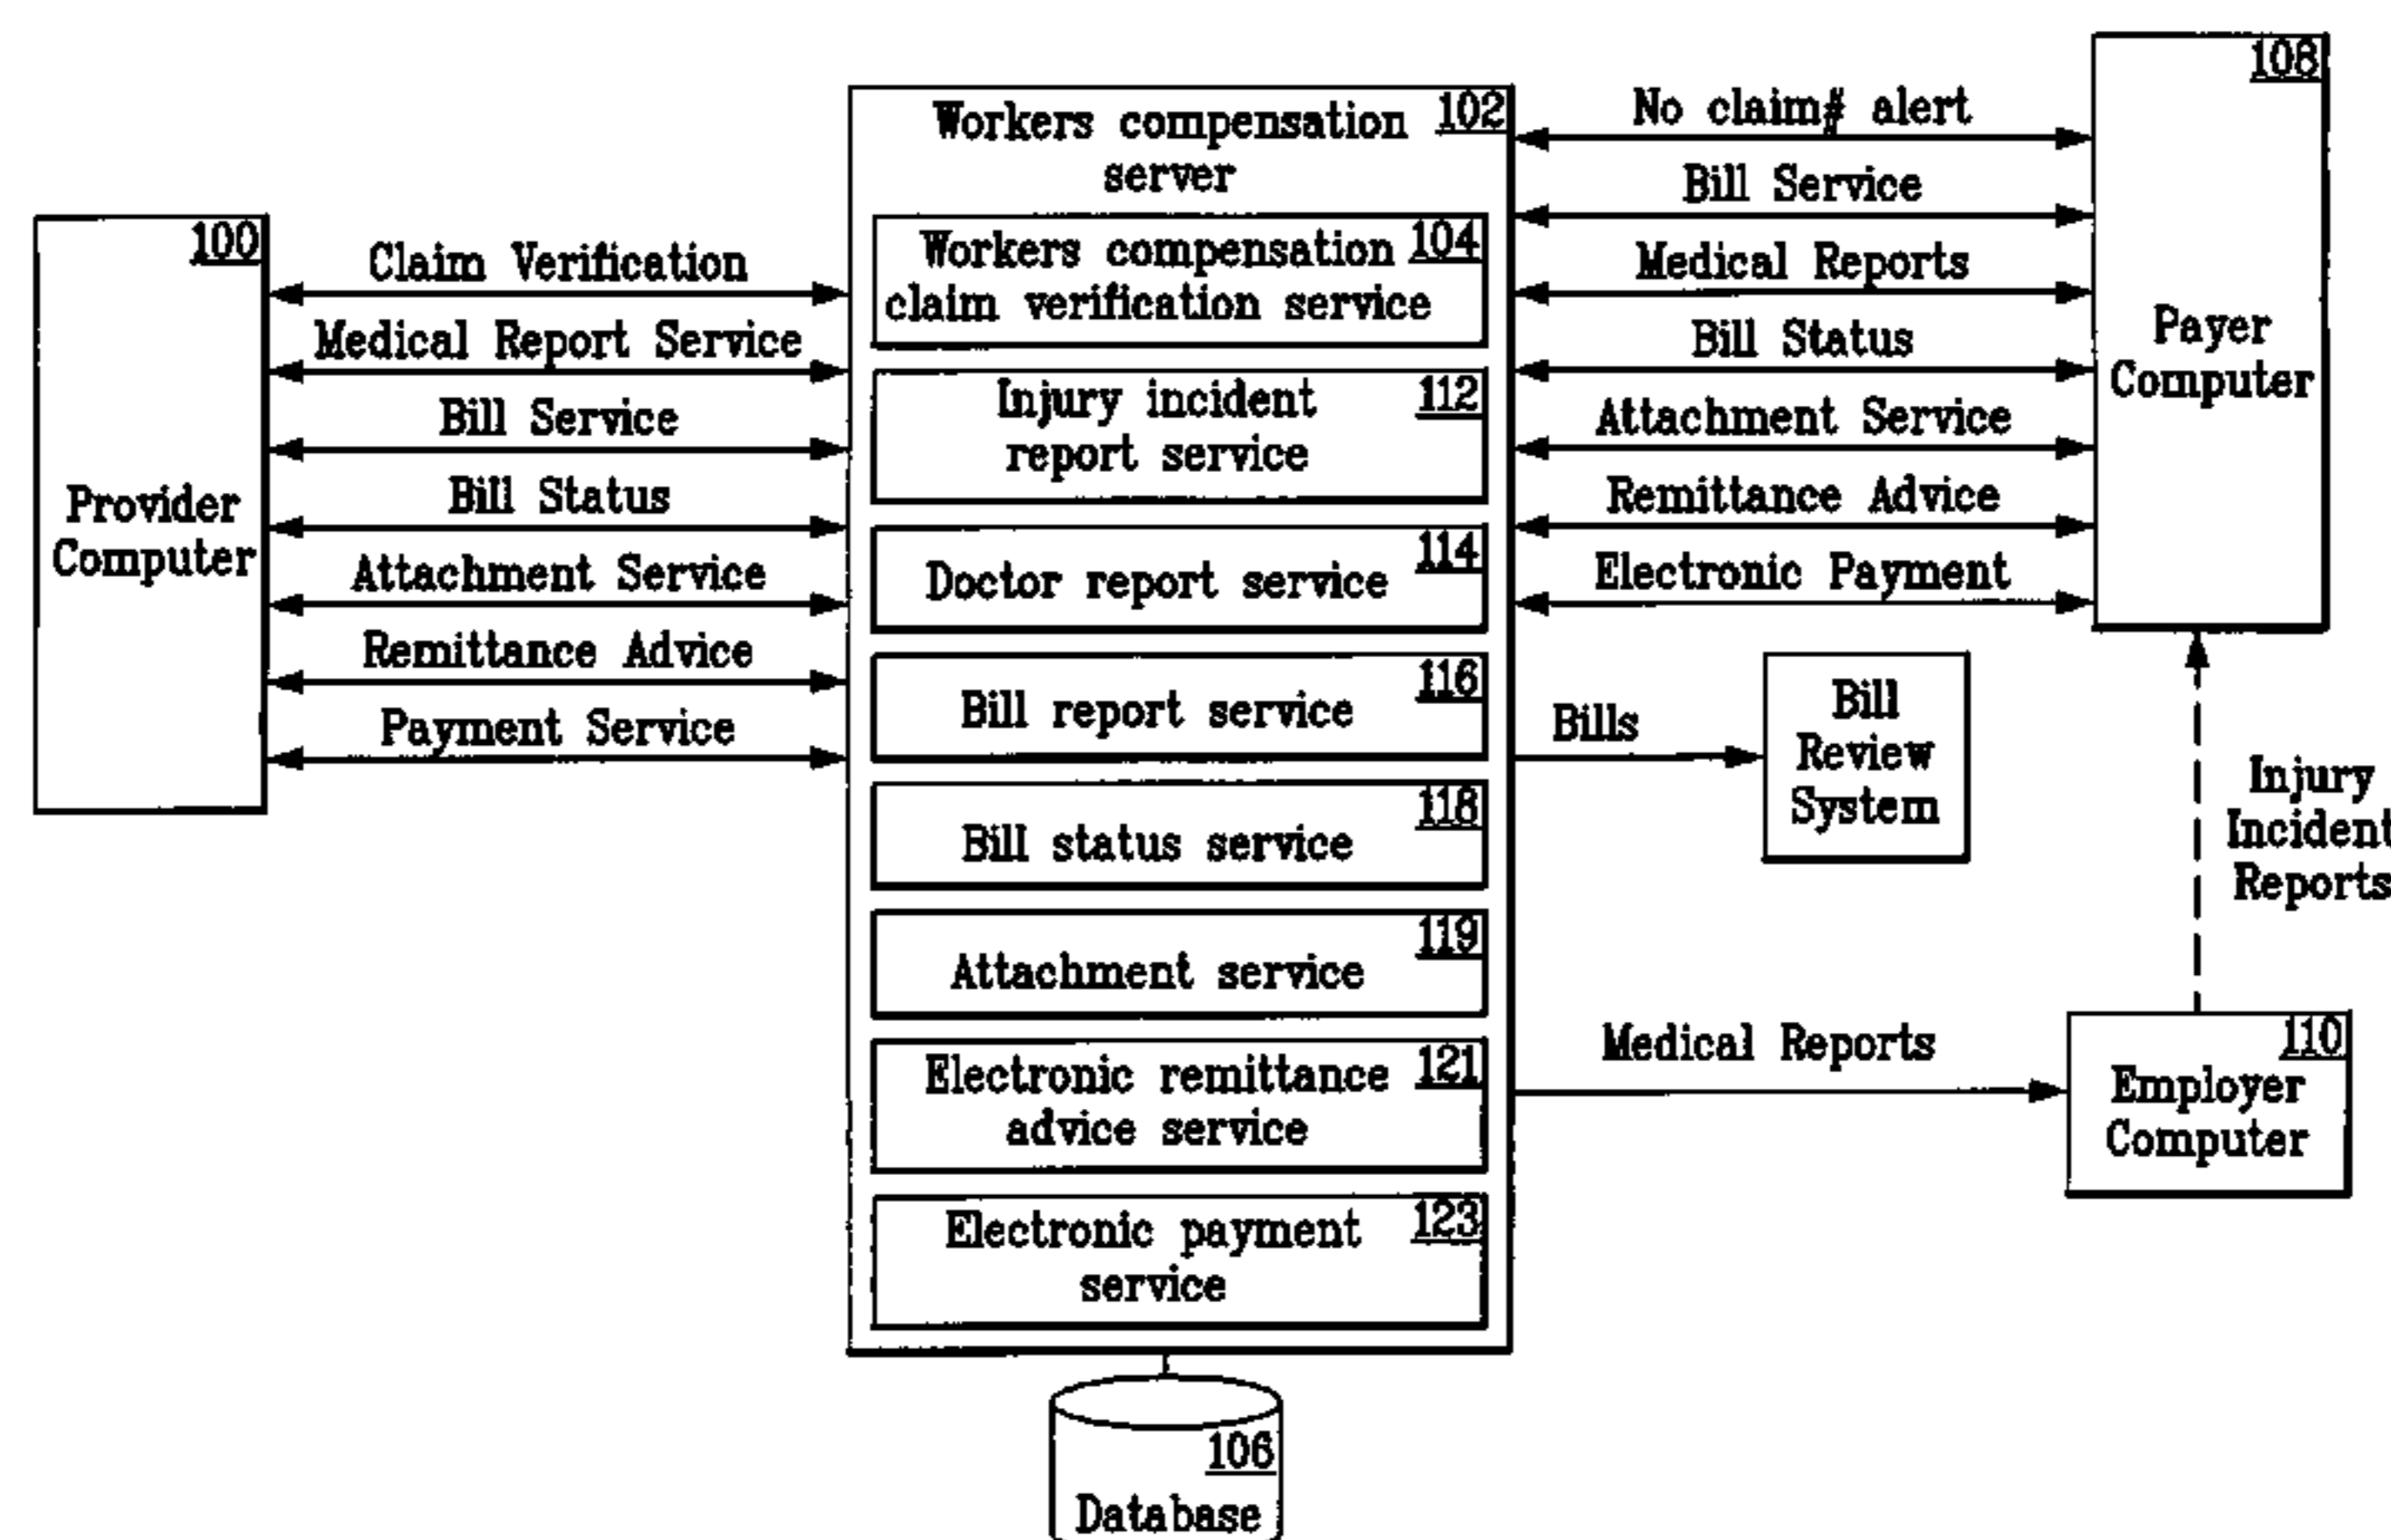 100
Provider
Computer
Claim Verification
Medical Report Service
Bill Service
Bill Status
Attachment Service
Remittance Advice
Payment Service
Workers compensation 102
server
Workers compensation 104
claim verification service
Injury incident 112
report service
114
Doctor report service
116
Bill report service
118
Bill status service
119
Attachment service
Electronic remittance 121
advice service
Electronic payment 123
service
106
Database
No claim# alert
Bill Service
Medical Reports
Bill Status
Attachment Service
Remittance Advice
Electronic Payment
108
Payer
Computer
Bills
Bill
Review
System
Injury
Incident
Reports
Medical Reports
110
Employer
Computer